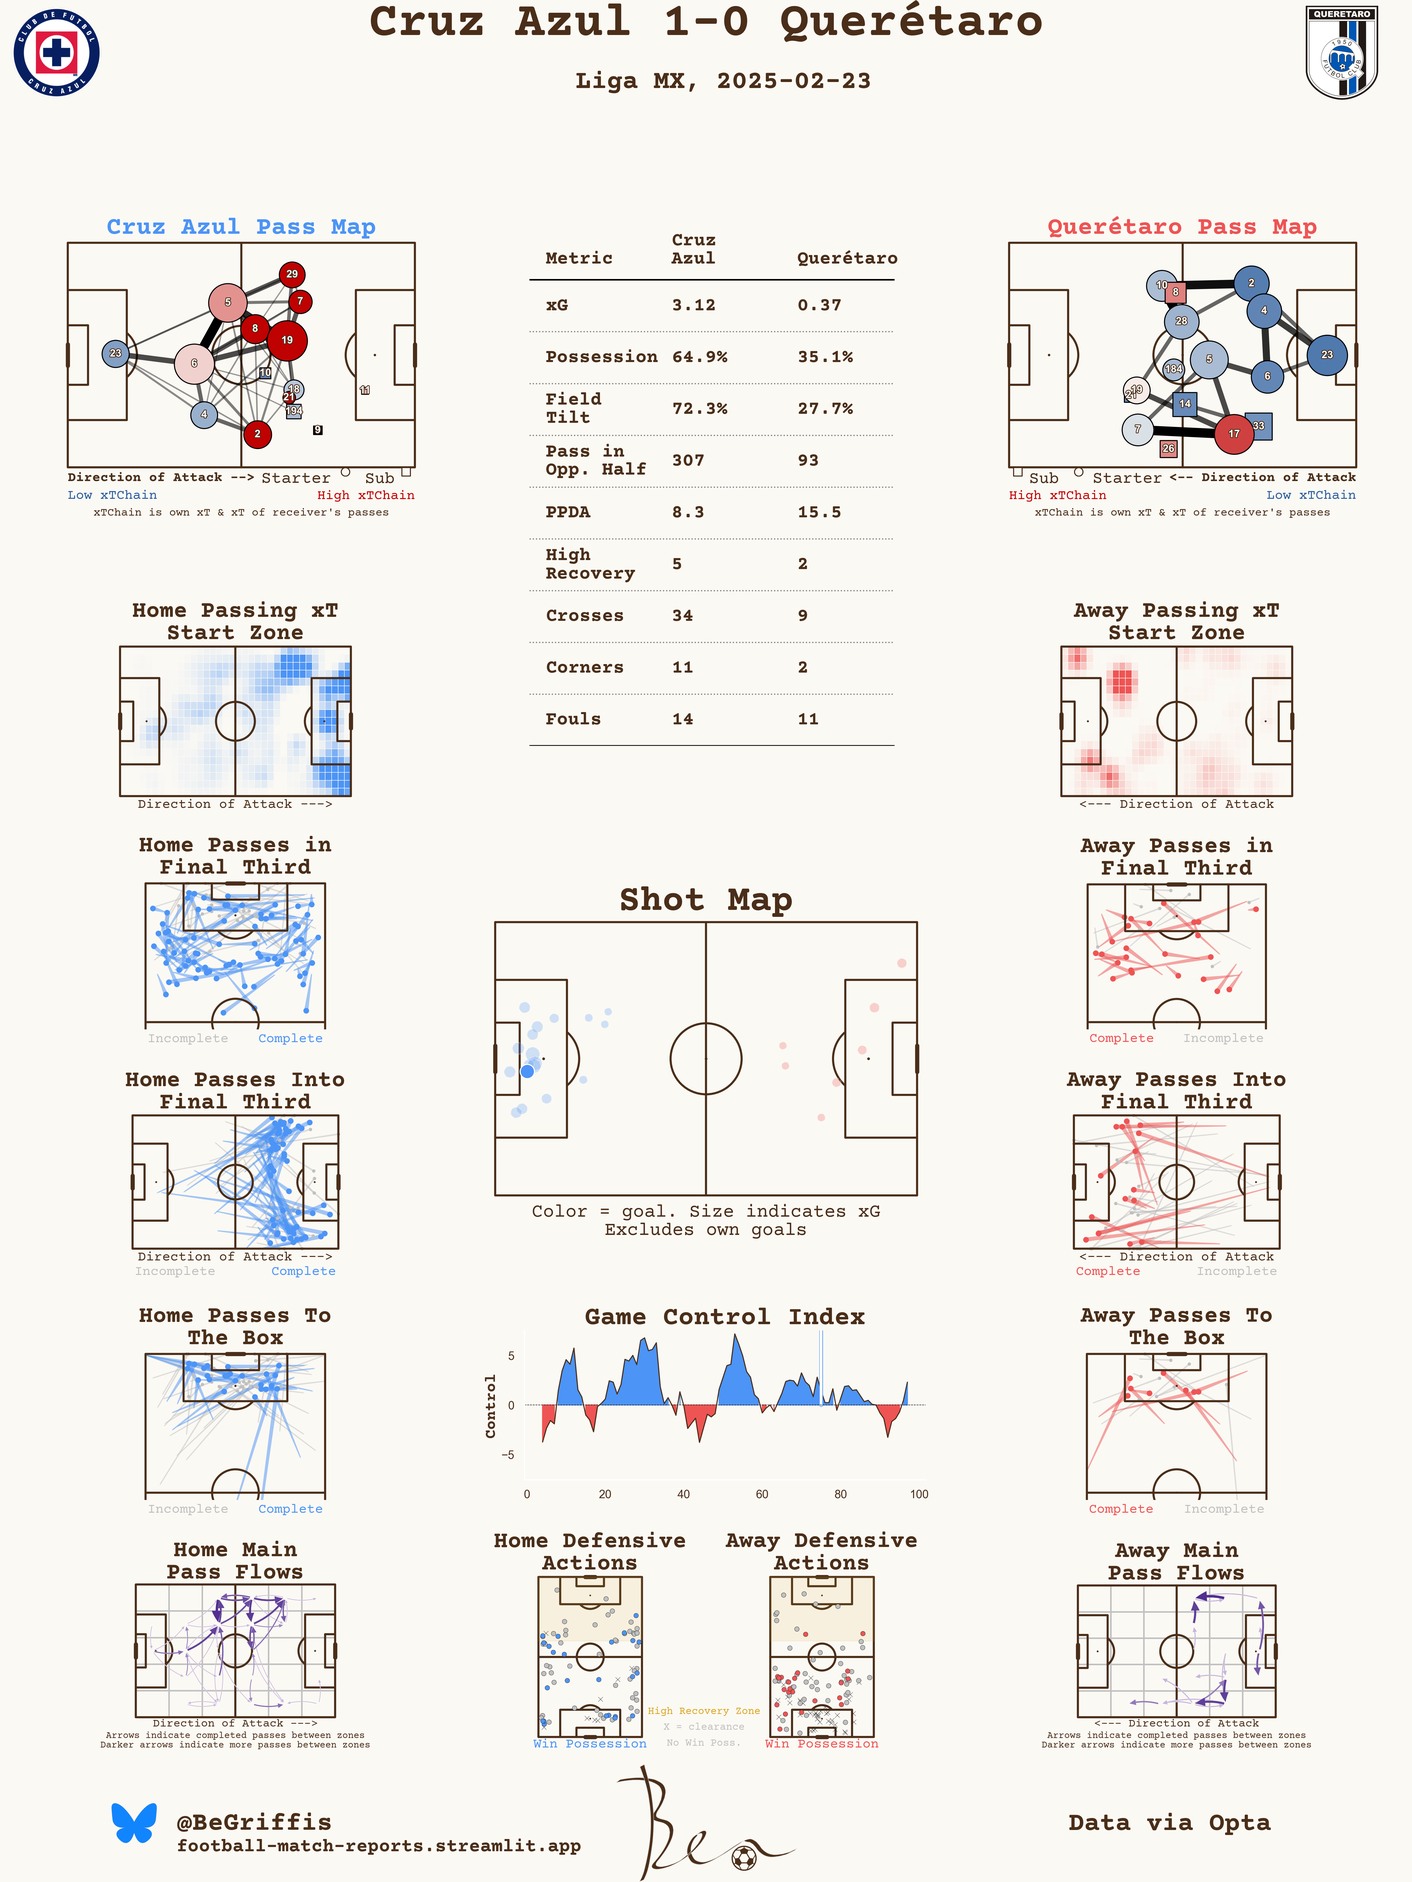 Cruz Azul 1-0 Querétaro
Liga MX, 2025-02-23
CLUB DE FUTBOL
CRUZ AZUL
QUERETARO
1950
FUTBOL CLUB
Cruz Azul Pass Map
29
5
7
8
19
23
6
10
18
11
21
4
194
2
9
Direction of Attack --> Starter Sub
Low xTChain High xTChain
xTChain is own xT & xT of receiver's passes
Metric Cruz Azul Querétaro
xG 3.12 0.37
Possession 64.9% 35.1%
Field Tilt 72.3% 27.7%
Pass in Opp. Half 307 93
PPDA 8.3 15.5
High Recovery 5 2
Crosses 34 9
Corners 11 2
Fouls 14 11
Querétaro Pass Map
10
8
2
4
28
5
23
184
6
19
21
14
7
17
33
26
Sub Starter <-- Direction of Attack
High xTChain Low xTChain
xTChain is own xT & xT of receiver's passes
Home Passing xT
Start Zone
Direction of Attack --->
Away Passing xT
Start Zone
<--- Direction of Attack
Home Passes in
Final Third
Incomplete Complete
Away Passes in
Final Third
Complete Incomplete
Shot Map
Color = goal. Size indicates xG
Excludes own goals
Home Passes Into
Final Third
Direction of Attack --->
Incomplete Complete
Away Passes Into
Final Third
<--- Direction of Attack
Complete Incomplete
Home Passes To
The Box
Incomplete Complete
Game Control Index
Control
5
0
−5
0 20 40 60 80 100
Away Passes To
The Box
Complete Incomplete
Home Main
Pass Flows
Direction of Attack --->
Arrows indicate completed passes between zones
Darker arrows indicate more passes between zones
Home Defensive
Actions
Win Possession
High Recovery Zone
X = clearance
No Win Poss.
Away Defensive
Actions
Win Possession
Away Main
Pass Flows
<--- Direction of Attack
Arrows indicate completed passes between zones
Darker arrows indicate more passes between zones
@BeGriffis
football-match-reports.streamlit.app
Ben
Data via Opta